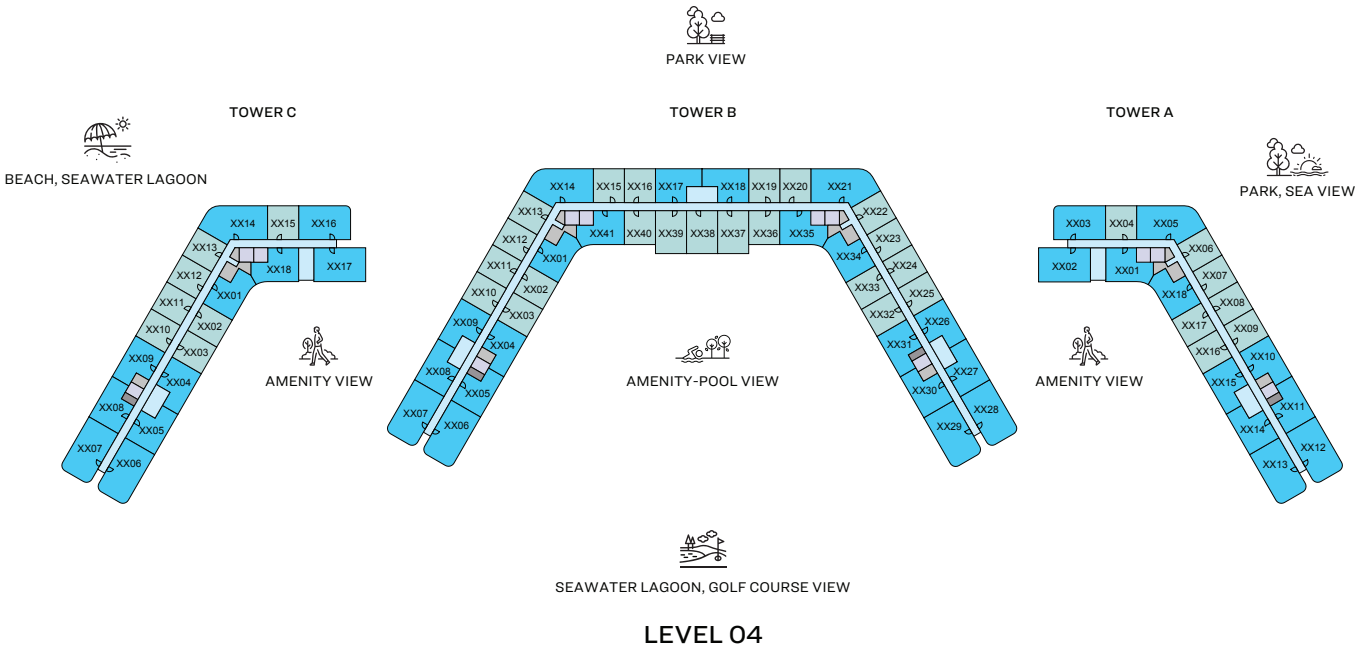 PARK VIEW
TOWER C
TOWER B
TOWER A
BEACH, SEAWATER LAGOON
PARK, SEA VIEW
XX14
XX15
XX16
XX13
XX12
XX11
XX10
XX09
XX08
XX07
XX18
XX17
XX01
XX02
XX03
XX04
XX05
XX06
XX14
XX15
XX16
XX17
XX18
XX19
XX20
XX21
XX13
XX12
XX11
XX10
XX09
XX08
XX07
XX41
XX40
XX39
XX38
XX37
XX36
XX35
XX01
XX02
XX03
XX04
XX05
XX06
XX22
XX23
XX24
XX25
XX26
XX27
XX28
XX34
XX33
XX32
XX31
XX30
XX29
XX03
XX04
XX05
XX02
XX01
XX06
XX07
XX08
XX09
XX10
XX11
XX12
XX18
XX17
XX16
XX15
XX14
XX13
AMENITY VIEW
AMENITY-POOL VIEW
AMENITY VIEW
SEAWATER LAGOON, GOLF COURSE VIEW
LEVEL 04